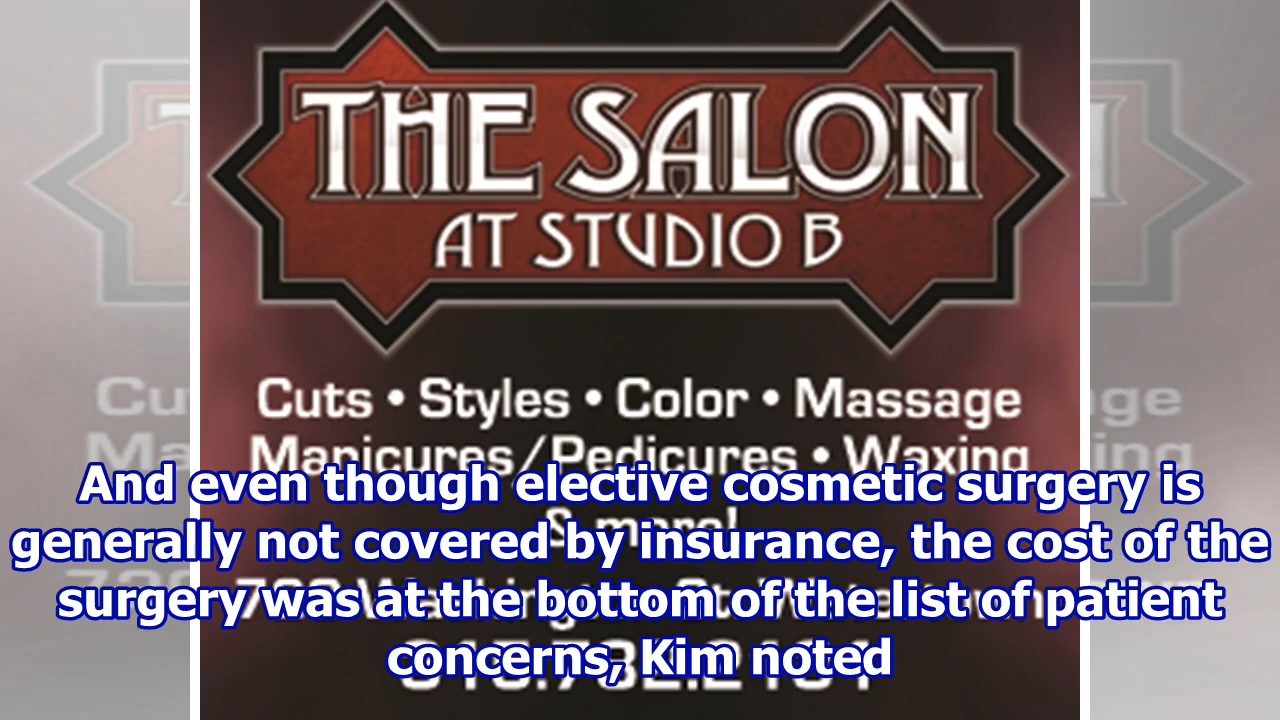 THE SALON
AT STUDIO B
Cuts • Styles • Color • Massage
Manicures/Pedicures • Waxing
& more!
And even though elective cosmetic surgery is
generally not covered by insurance, the cost of the
surgery was at the bottom of the list of patient
concerns, Kim noted